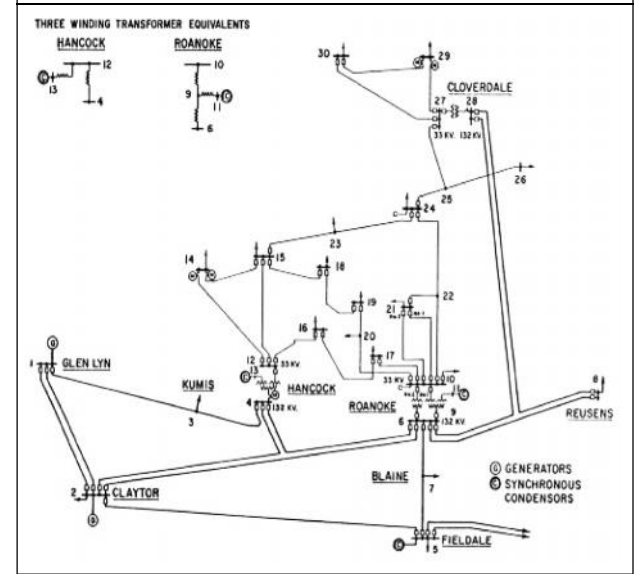 THREE WINDING TRANSFORMER EQUIVALENTS
HANCOCK
ROANOKE
12
C
13
4
10
9
C
11
6
30
29
CLOVERDALE
27
28
33 KV.
132 KV.
26
25
24
C
23
15
14
18
22
19
21
16
20
17
12
33 KV.
13
C
HANCOCK
33 KV.
10
11
C
C
1
G
GLEN LYN
KUMIS
3
4
132 KV.
ROANOKE
6
9
132 KV.
8
REUSENS
2
CLAYTOR
G
BLAINE
7
G GENERATORS
C SYNCHRONOUS
CONDENSORS
C
5
FIELDALE